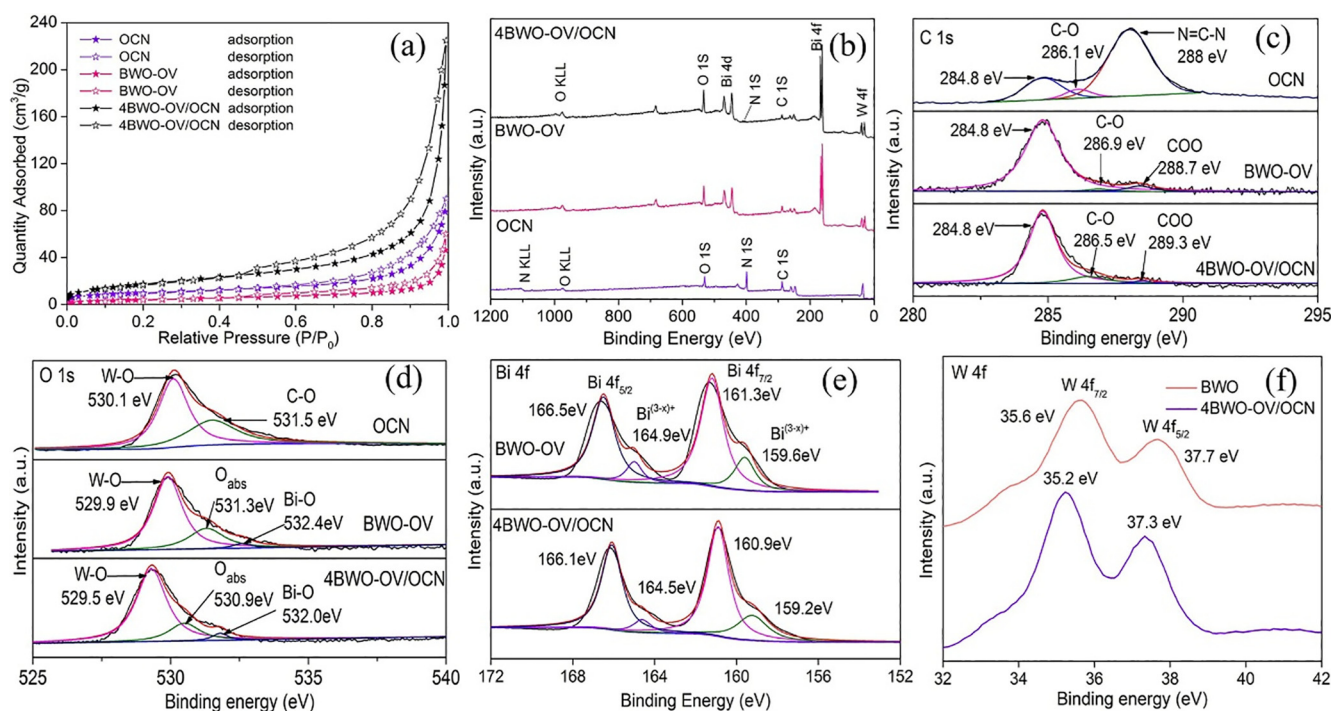 (a)
240
200
160
120
80
40
0
Quantity Adsorbed (cm³/g)
OCN adsorption
OCN desorption
BWO-OV adsorption
BWO-OV desorption
4BWO-OV/OCN adsorption
4BWO-OV/OCN desorption
0.0 0.2 0.4 0.6 0.8 1.0
Relative Pressure (P/P₀)
(b)
4BWO-OV/OCN
O KLL
O 1S
Bi 4d
N 1S
C 1S
Bi 4f
W 4f
BWO-OV
OCN
N KLL
O KLL
O 1S
N 1S
C 1S
Intensity (a.u.)
1200 1000 800 600 400 200 0
Binding Energy (eV)
(c)
C 1s
C-O
286.1 eV
N=C-N
288 eV
284.8 eV
OCN
284.8 eV
C-O
286.9 eV
COO
288.7 eV
BWO-OV
284.8 eV
C-O
286.5 eV
COO
289.3 eV
4BWO-OV/OCN
Intensity (a.u.)
280 285 290 295
Binding energy (eV)
(d)
O 1s
W-O
530.1 eV
C-O
531.5 eV
OCN
W-O
529.9 eV
Oabs
531.3eV
Bi-O
532.4eV
BWO-OV
W-O
529.5 eV
Oabs
530.9eV
Bi-O
532.0eV
4BWO-OV/OCN
Intensity (a.u.)
525 530 535 540
Binding energy (eV)
(e)
Bi 4f
Bi 4f5/2
166.5eV
Bi(3-x)+
164.9eV
Bi 4f7/2
161.3eV
Bi(3-x)+
159.6eV
BWO-OV
4BWO-OV/OCN
166.1eV
164.5eV
160.9eV
159.2eV
Intensity (a.u.)
172 168 164 160 156 152
Binding energy (eV)
(f)
W 4f
BWO
4BWO-OV/OCN
W 4f7/2
35.6 eV
W 4f5/2
37.7 eV
35.2 eV
37.3 eV
Intensity (a.u.)
32 34 36 38 40 42
Binding energy (eV)